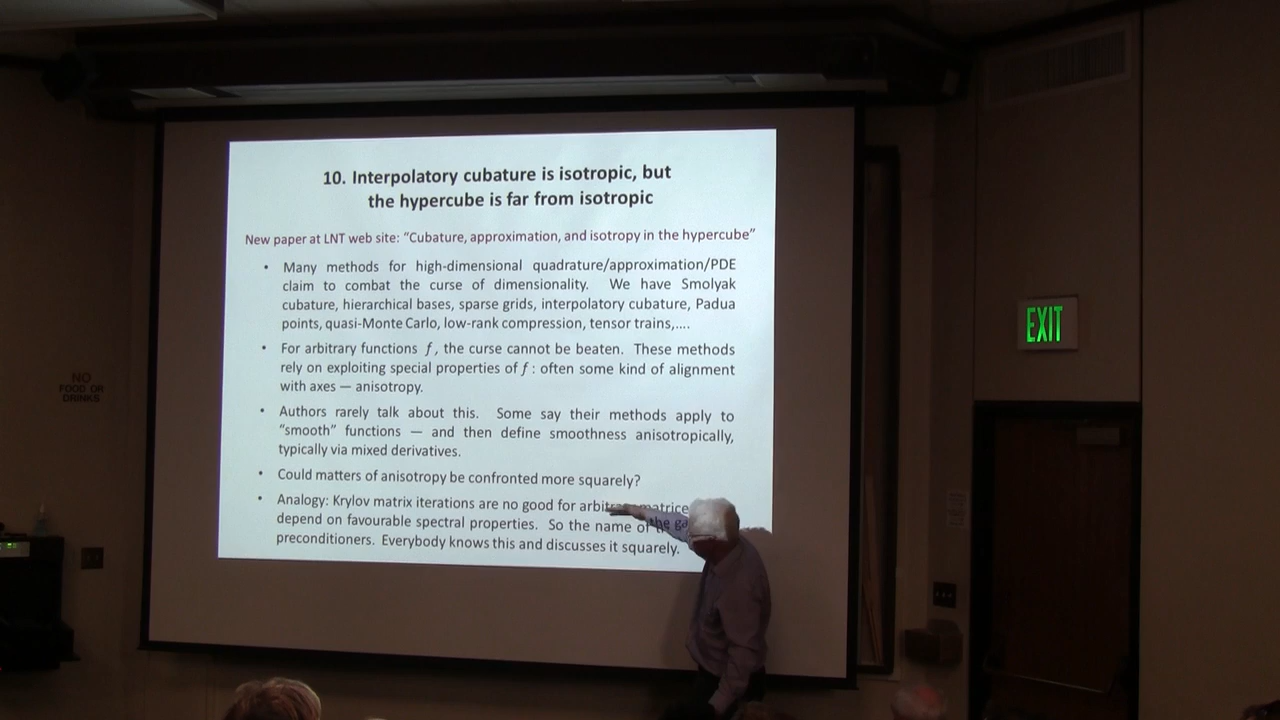 10. Interpolatory cubature is isotropic, but
the hypercube is far from isotropic
New paper at LNT web site: “Cubature, approximation, and isotropy in the hypercube”
• Many methods for high-dimensional quadrature/approximation/PDE
claim to combat the curse of dimensionality. We have Smolyak
cubature, hierarchical bases, sparse grids, interpolatory cubature, Padua
points, quasi-Monte Carlo, low-rank compression, tensor trains,....
• For arbitrary functions f, the curse cannot be beaten. These methods
rely on exploiting special properties of f : often some kind of alignment
with axes — anisotropy.
• Authors rarely talk about this. Some say their methods apply to
“smooth” functions — and then define smoothness anisotropically,
typically via mixed derivatives.
• Could matters of anisotropy be confronted more squarely?
• Analogy: Krylov matrix iterations are no good for
depend on favourable spectral properties. So the name of the
preconditioners. Everybody knows this and discusses it squarely.
NO
FOOD OR
DRINKS
EXIT